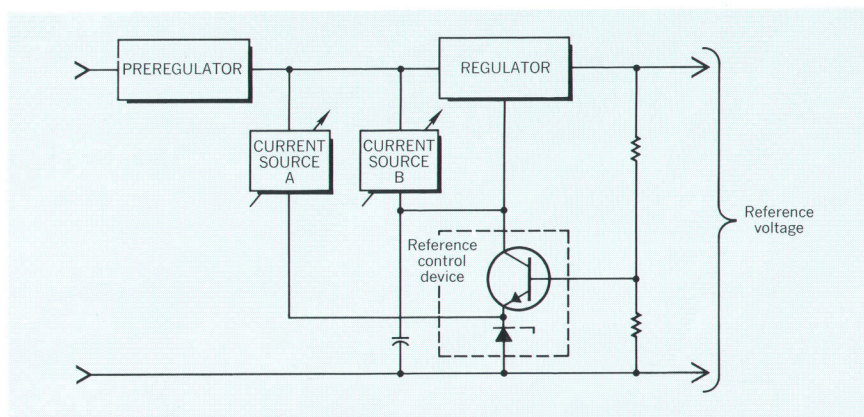 PREREGULATOR
REGULATOR
CURRENT
SOURCE
A
CURRENT
SOURCE
B
Reference
control
device
Reference
voltage